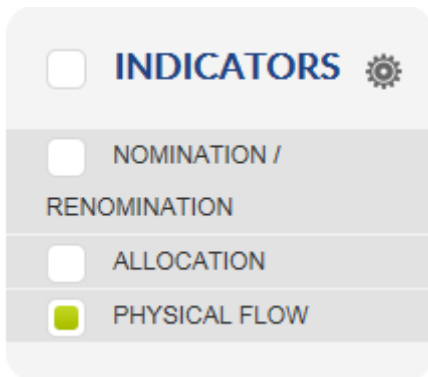 INDICATORS
NOMINATION /
RENOMINATION
ALLOCATION
PHYSICAL FLOW